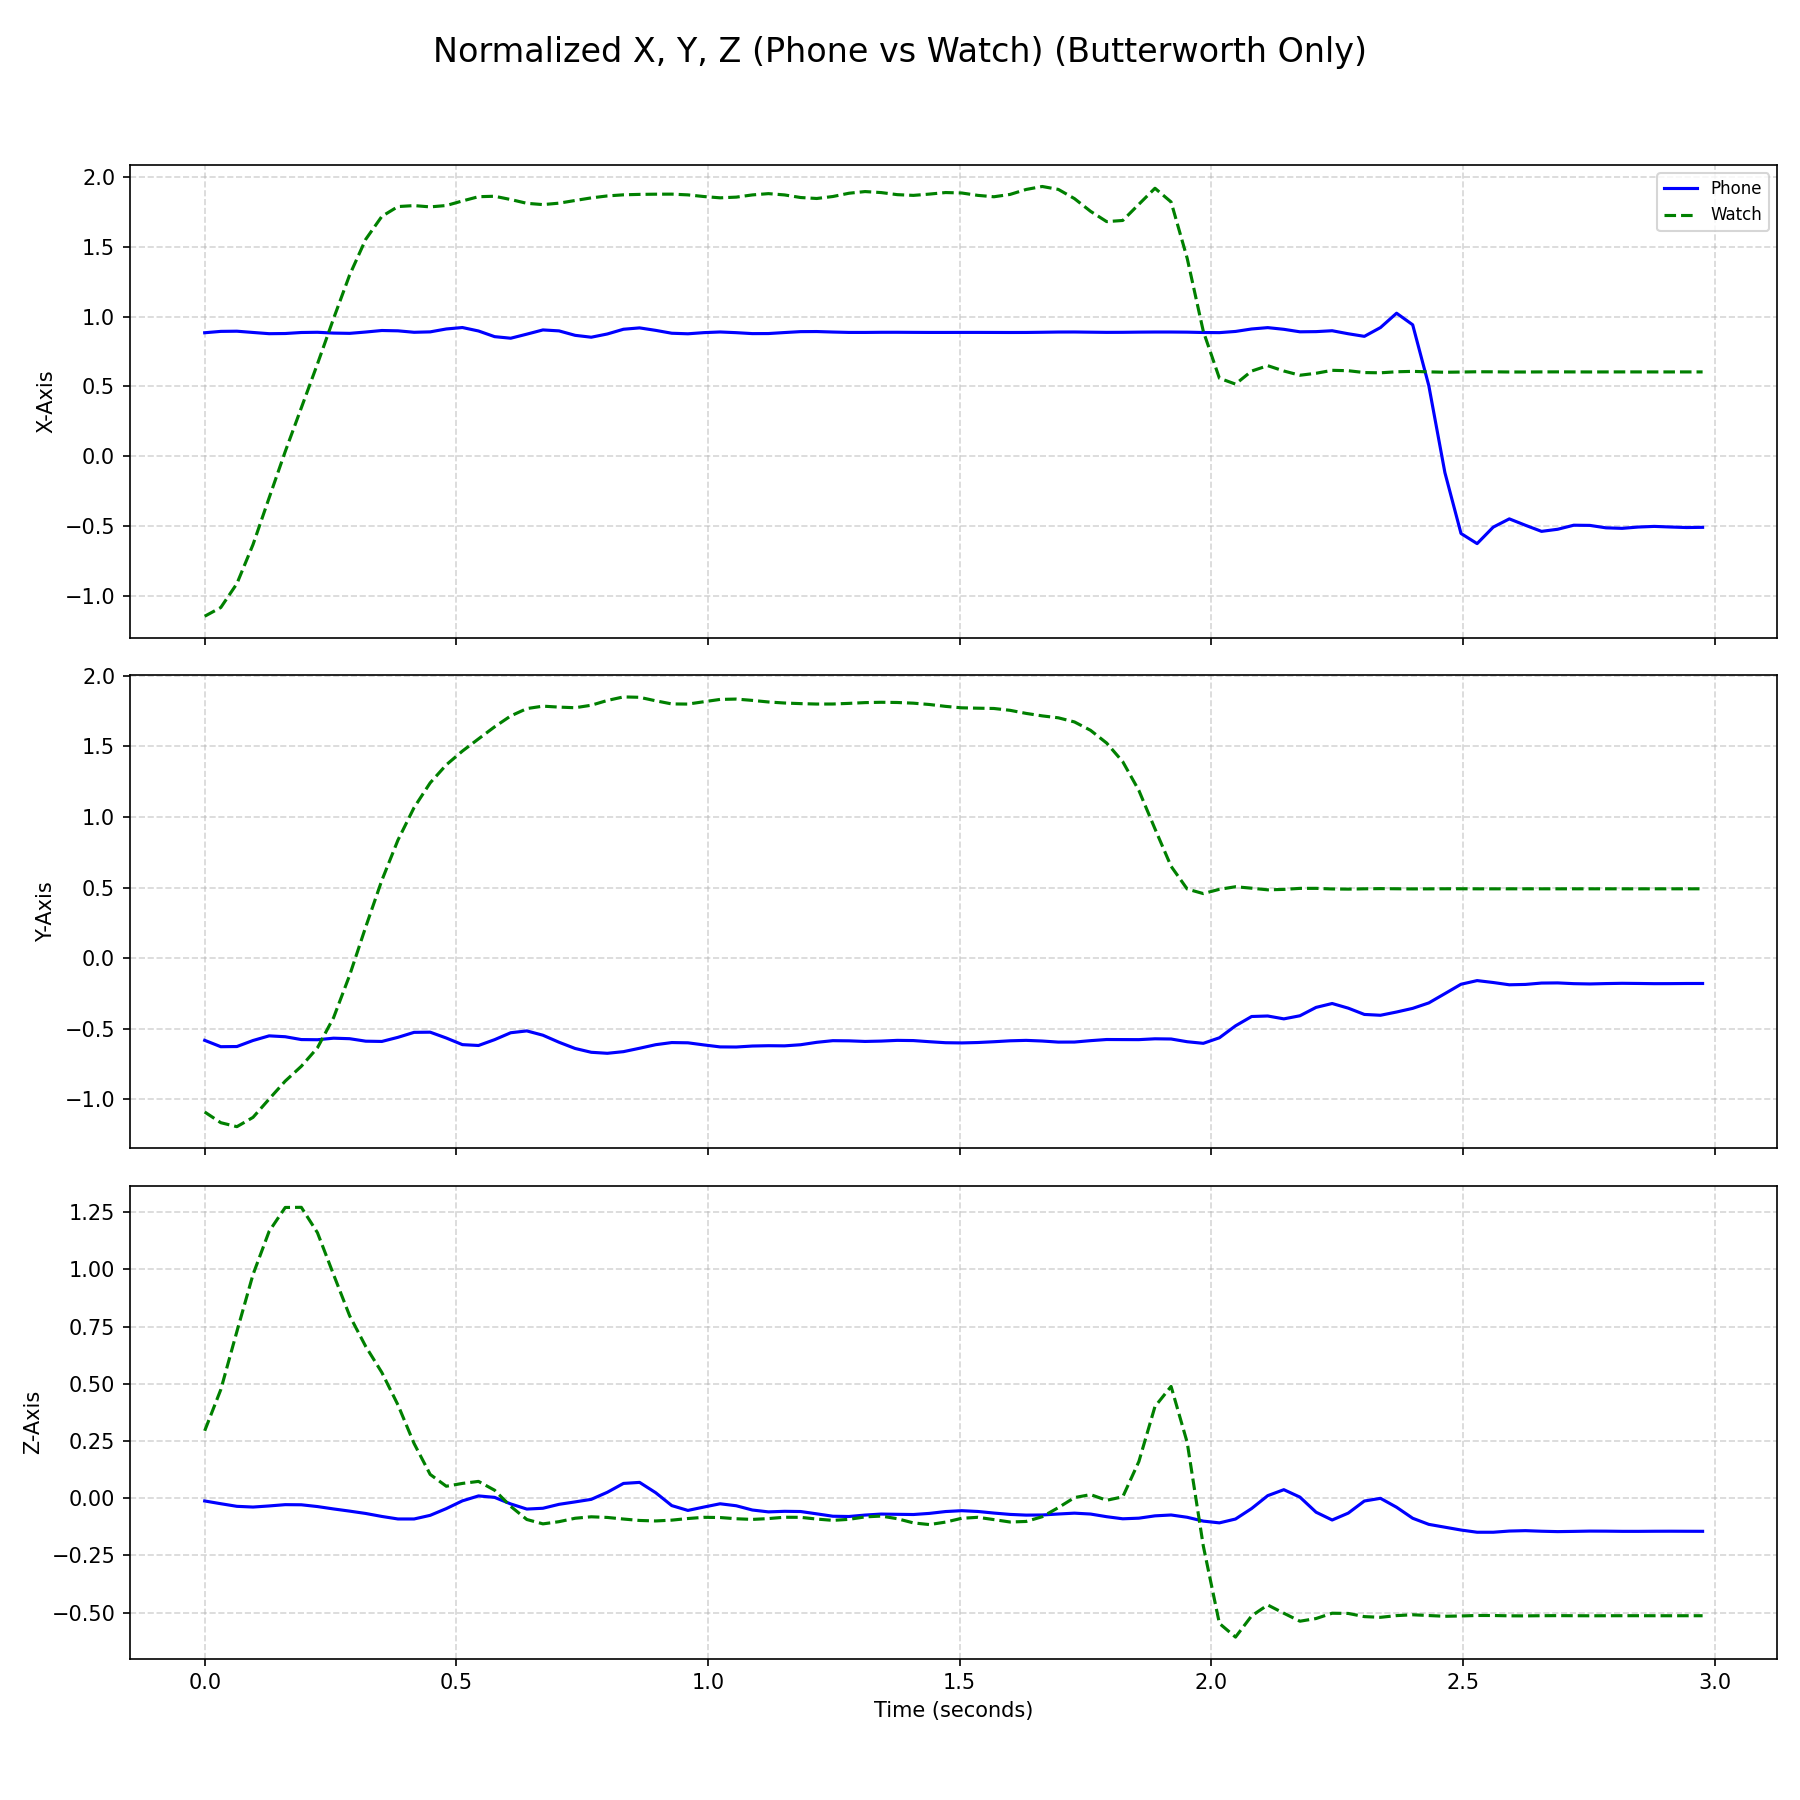 Normalized X, Y, Z (Phone vs Watch) (Butterworth Only)
Phone
Watch
2.0
1.5
1.0
0.5
0.0
−0.5
−1.0
X-Axis
2.0
1.5
1.0
0.5
0.0
−0.5
−1.0
Y-Axis
1.25
1.00
0.75
0.50
0.25
0.00
−0.25
−0.50
Z-Axis
0.0 0.5 1.0 1.5 2.0 2.5 3.0
Time (seconds)